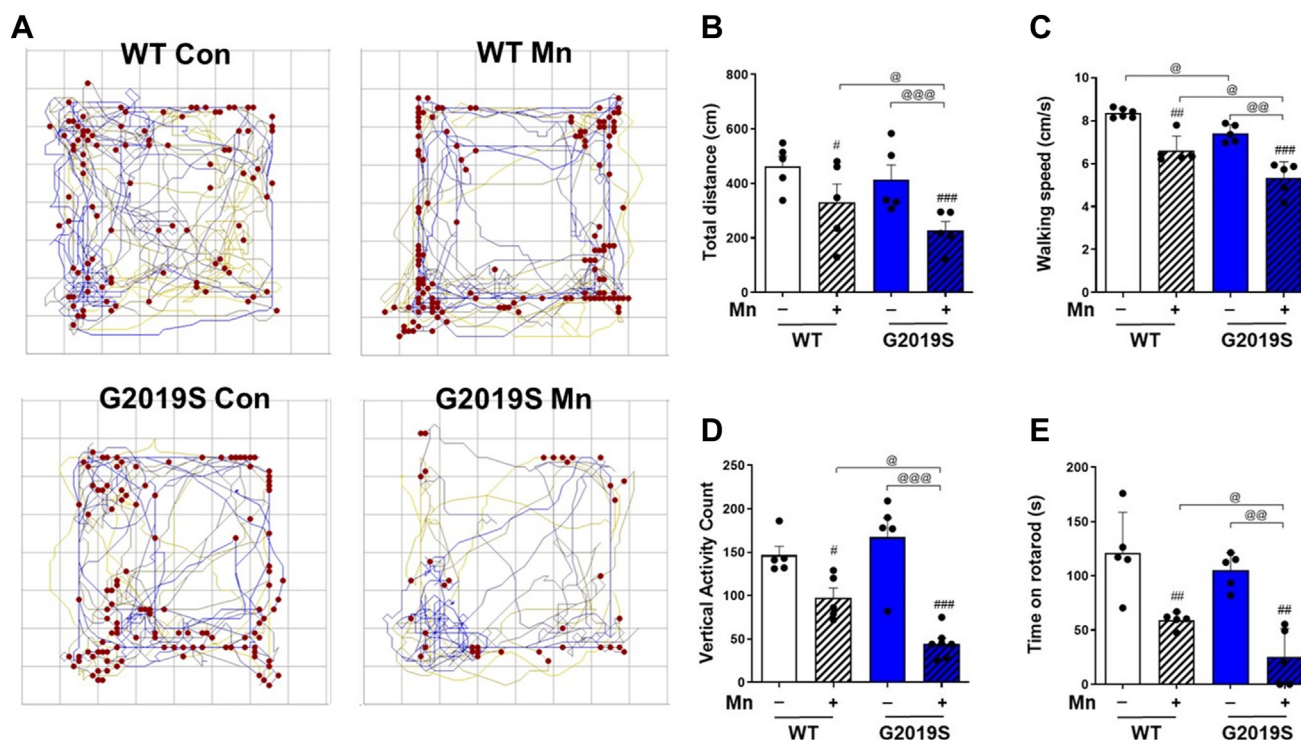 A
WT Con
WT Mn
G2019S Con
G2019S Mn
B
Total distance (cm)
800
600
400
200
0
@
@@@
#
###
Mn – + – +
WT G2019S
C
Walking speed (cm/s)
10
8
6
4
2
0
@
@
@@
##
###
Mn – + – +
WT G2019S
D
Vertical Activity Count
250
200
150
100
50
0
@
@@@
#
###
Mn – + – +
WT G2019S
E
Time on rotarod (s)
200
150
100
50
0
@
@@
##
##
Mn – + – +
WT G2019S